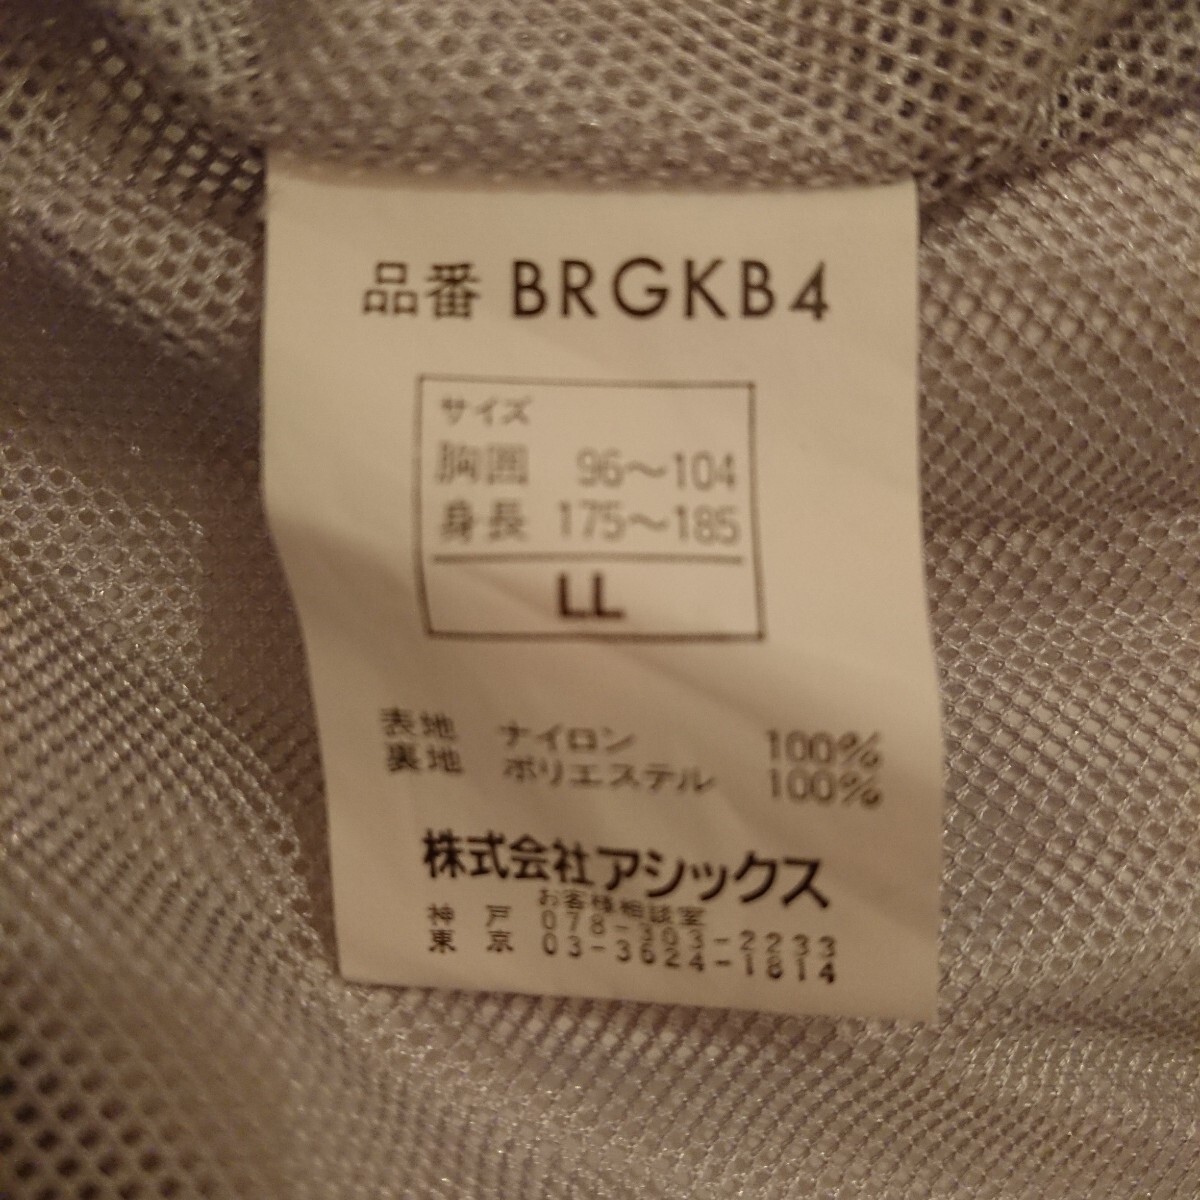 品番 BRGKB4
サイズ
胸囲 96〜104
身長 175〜185
LL
表地 ナイロン 100%
裏地 ポリエステル 100%
株式会社アシックス
お客様相談室
神戸 078-303-2233
東京 03-3624-1814